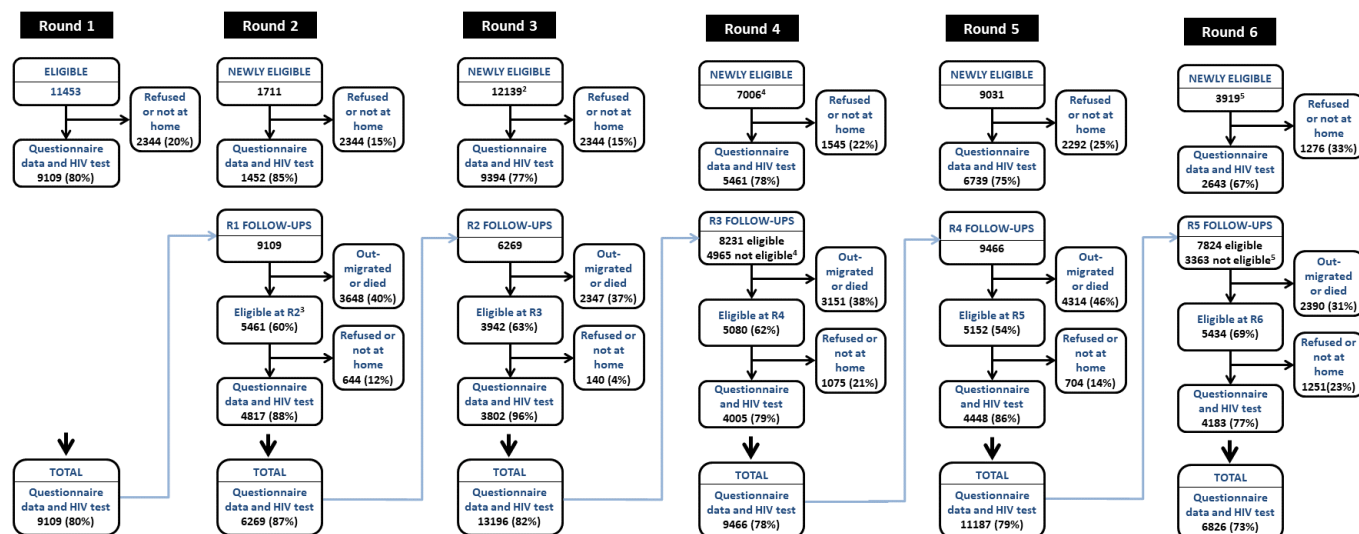 Round 1
ELIGIBLE
11453
Refused
or not at
home
2344 (20%)
Questionnaire
data and HIV test
9109 (80%)
TOTAL
Questionnaire
data and HIV test
9109 (80%)
Round 2
NEWLY ELIGIBLE
1711
Refused
or not at
home
2344 (15%)
Questionnaire
data and HIV test
1452 (85%)
R1 FOLLOW-UPS
9109
Out-
migrated
or died
3648 (40%)
Eligible at R2³
5461 (60%)
Refused or
not at
home
644 (12%)
Questionnaire
data and HIV test
4817 (88%)
TOTAL
Questionnaire
data and HIV test
6269 (87%)
Round 3
NEWLY ELIGIBLE
12139²
Refused
or not at
home
2344 (15%)
Questionnaire
data and HIV test
9394 (77%)
R2 FOLLOW-UPS
6269
Out-
migrated
or died
2347 (37%)
Eligible at R3
3942 (63%)
Refused or
not at
home
140 (4%)
Questionnaire
data and HIV test
3802 (96%)
TOTAL
Questionnaire
data and HIV test
13196 (82%)
Round 4
NEWLY ELIGIBLE
7006⁴
Refused
or not at
home
1545 (22%)
Questionnaire
data and HIV test
5461 (78%)
R3 FOLLOW-UPS
8231 eligible
4965 not eligible⁴
Out-
migrated
or died
3151 (38%)
Eligible at R4
5080 (62%)
Refused or
not at
home
1075 (21%)
Questionnaire
and HIV test
4005 (79%)
TOTAL
Questionnaire
data and HIV test
9466 (78%)
Round 5
NEWLY ELIGIBLE
9031
Refused
or not at
home
2292 (25%)
Questionnaire
data and HIV test
6739 (75%)
R4 FOLLOW-UPS
9466
Out-
migrated
or died
4314 (46%)
Eligible at R5
5152 (54%)
Refused or
not at
home
704 (14%)
Questionnaire
and HIV test
4448 (86%)
TOTAL
Questionnaire
data and HIV test
11187 (79%)
Round 6
NEWLY ELIGIBLE
3919⁵
Refused
or not at
home
1276 (33%)
Questionnaire
data and HIV test
2643 (67%)
R5 FOLLOW-UPS
7824 eligible
3363 not eligible⁵
Out-
migrated
or died
2390 (31%)
Eligible at R6
5434 (69%)
Refused or
not at
home
1251(23%)
Questionnaire
and HIV test
4183 (77%)
TOTAL
Questionnaire
data and HIV test
6826 (73%)